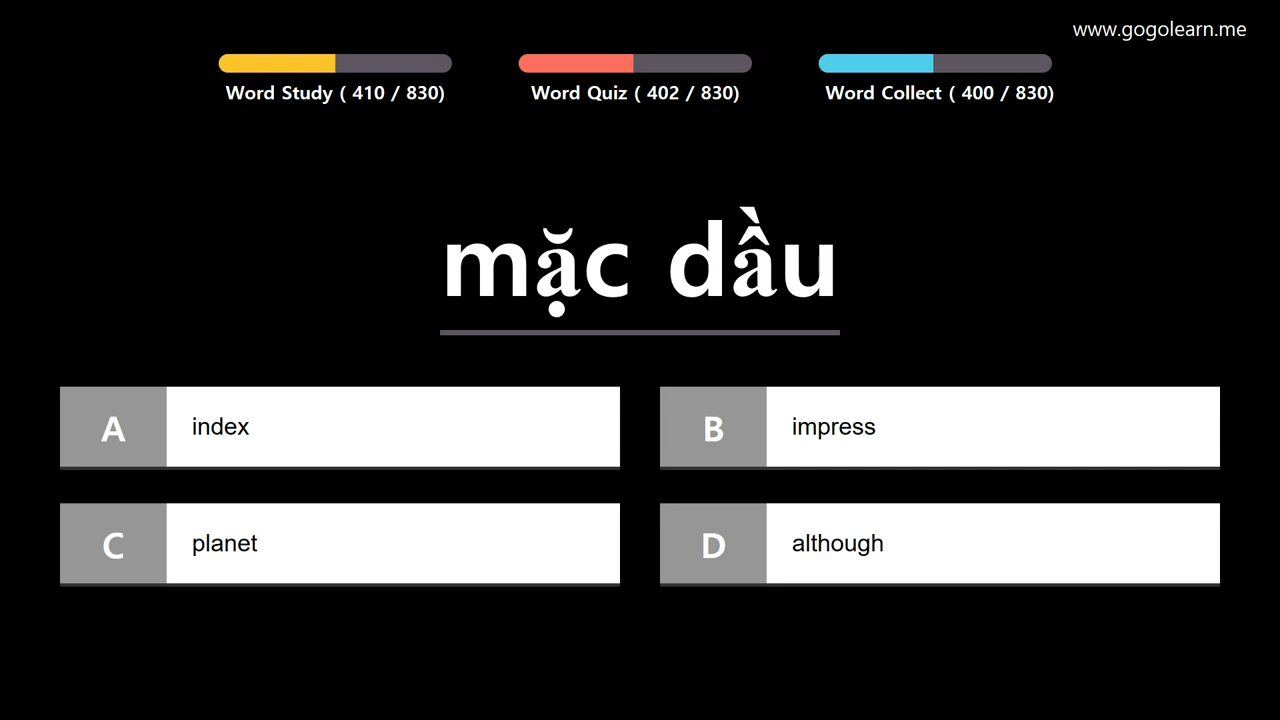 www.gogolearn.me
Word Study ( 410 / 830)
Word Quiz ( 402 / 830)
Word Collect ( 400 / 830)
mặc dầu
A index
B impress
C planet
D although